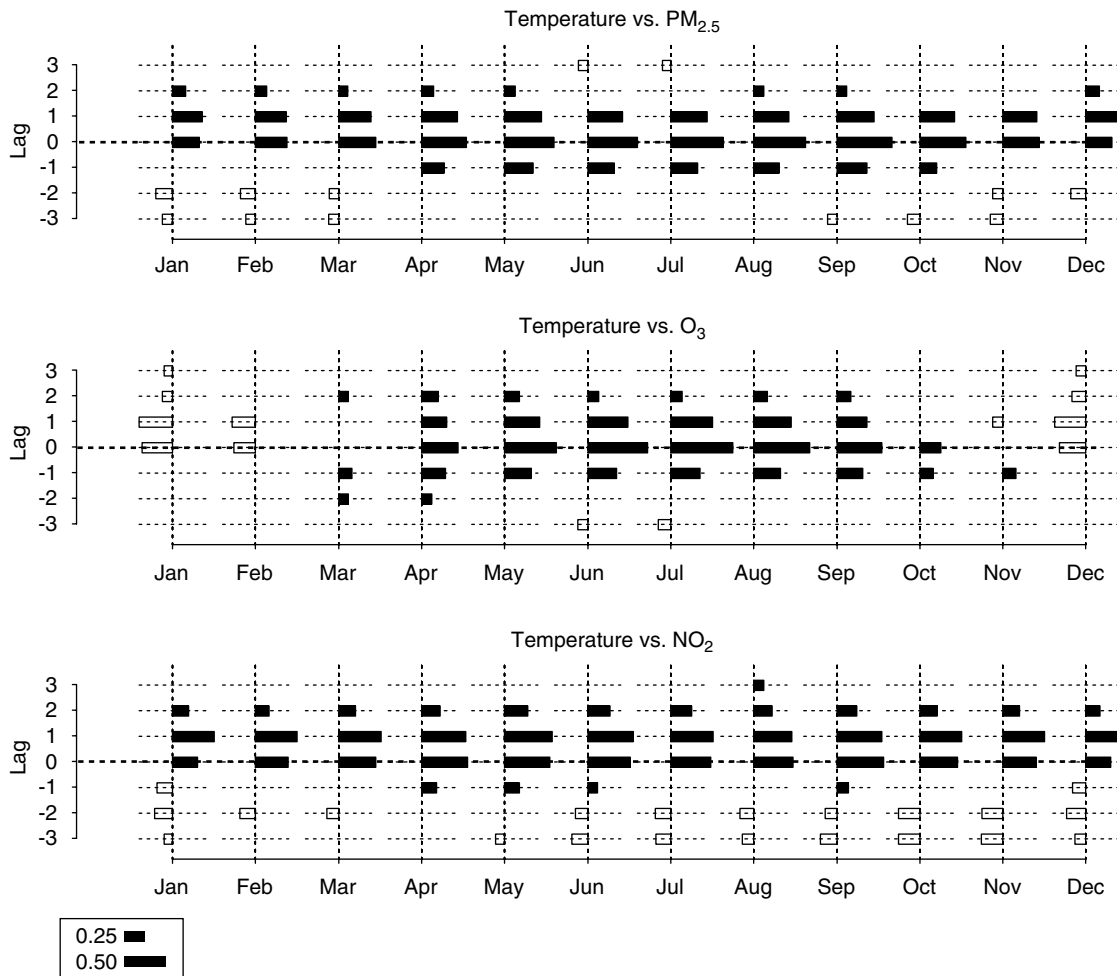 Temperature vs. PM2.5
3
2
1
0
-1
-2
-3
Lag
Jan Feb Mar Apr May Jun Jul Aug Sep Oct Nov Dec
Temperature vs. O3
3
2
1
0
-1
-2
-3
Lag
Jan Feb Mar Apr May Jun Jul Aug Sep Oct Nov Dec
Temperature vs. NO2
3
2
1
0
-1
-2
-3
Lag
Jan Feb Mar Apr May Jun Jul Aug Sep Oct Nov Dec
0.25
0.50